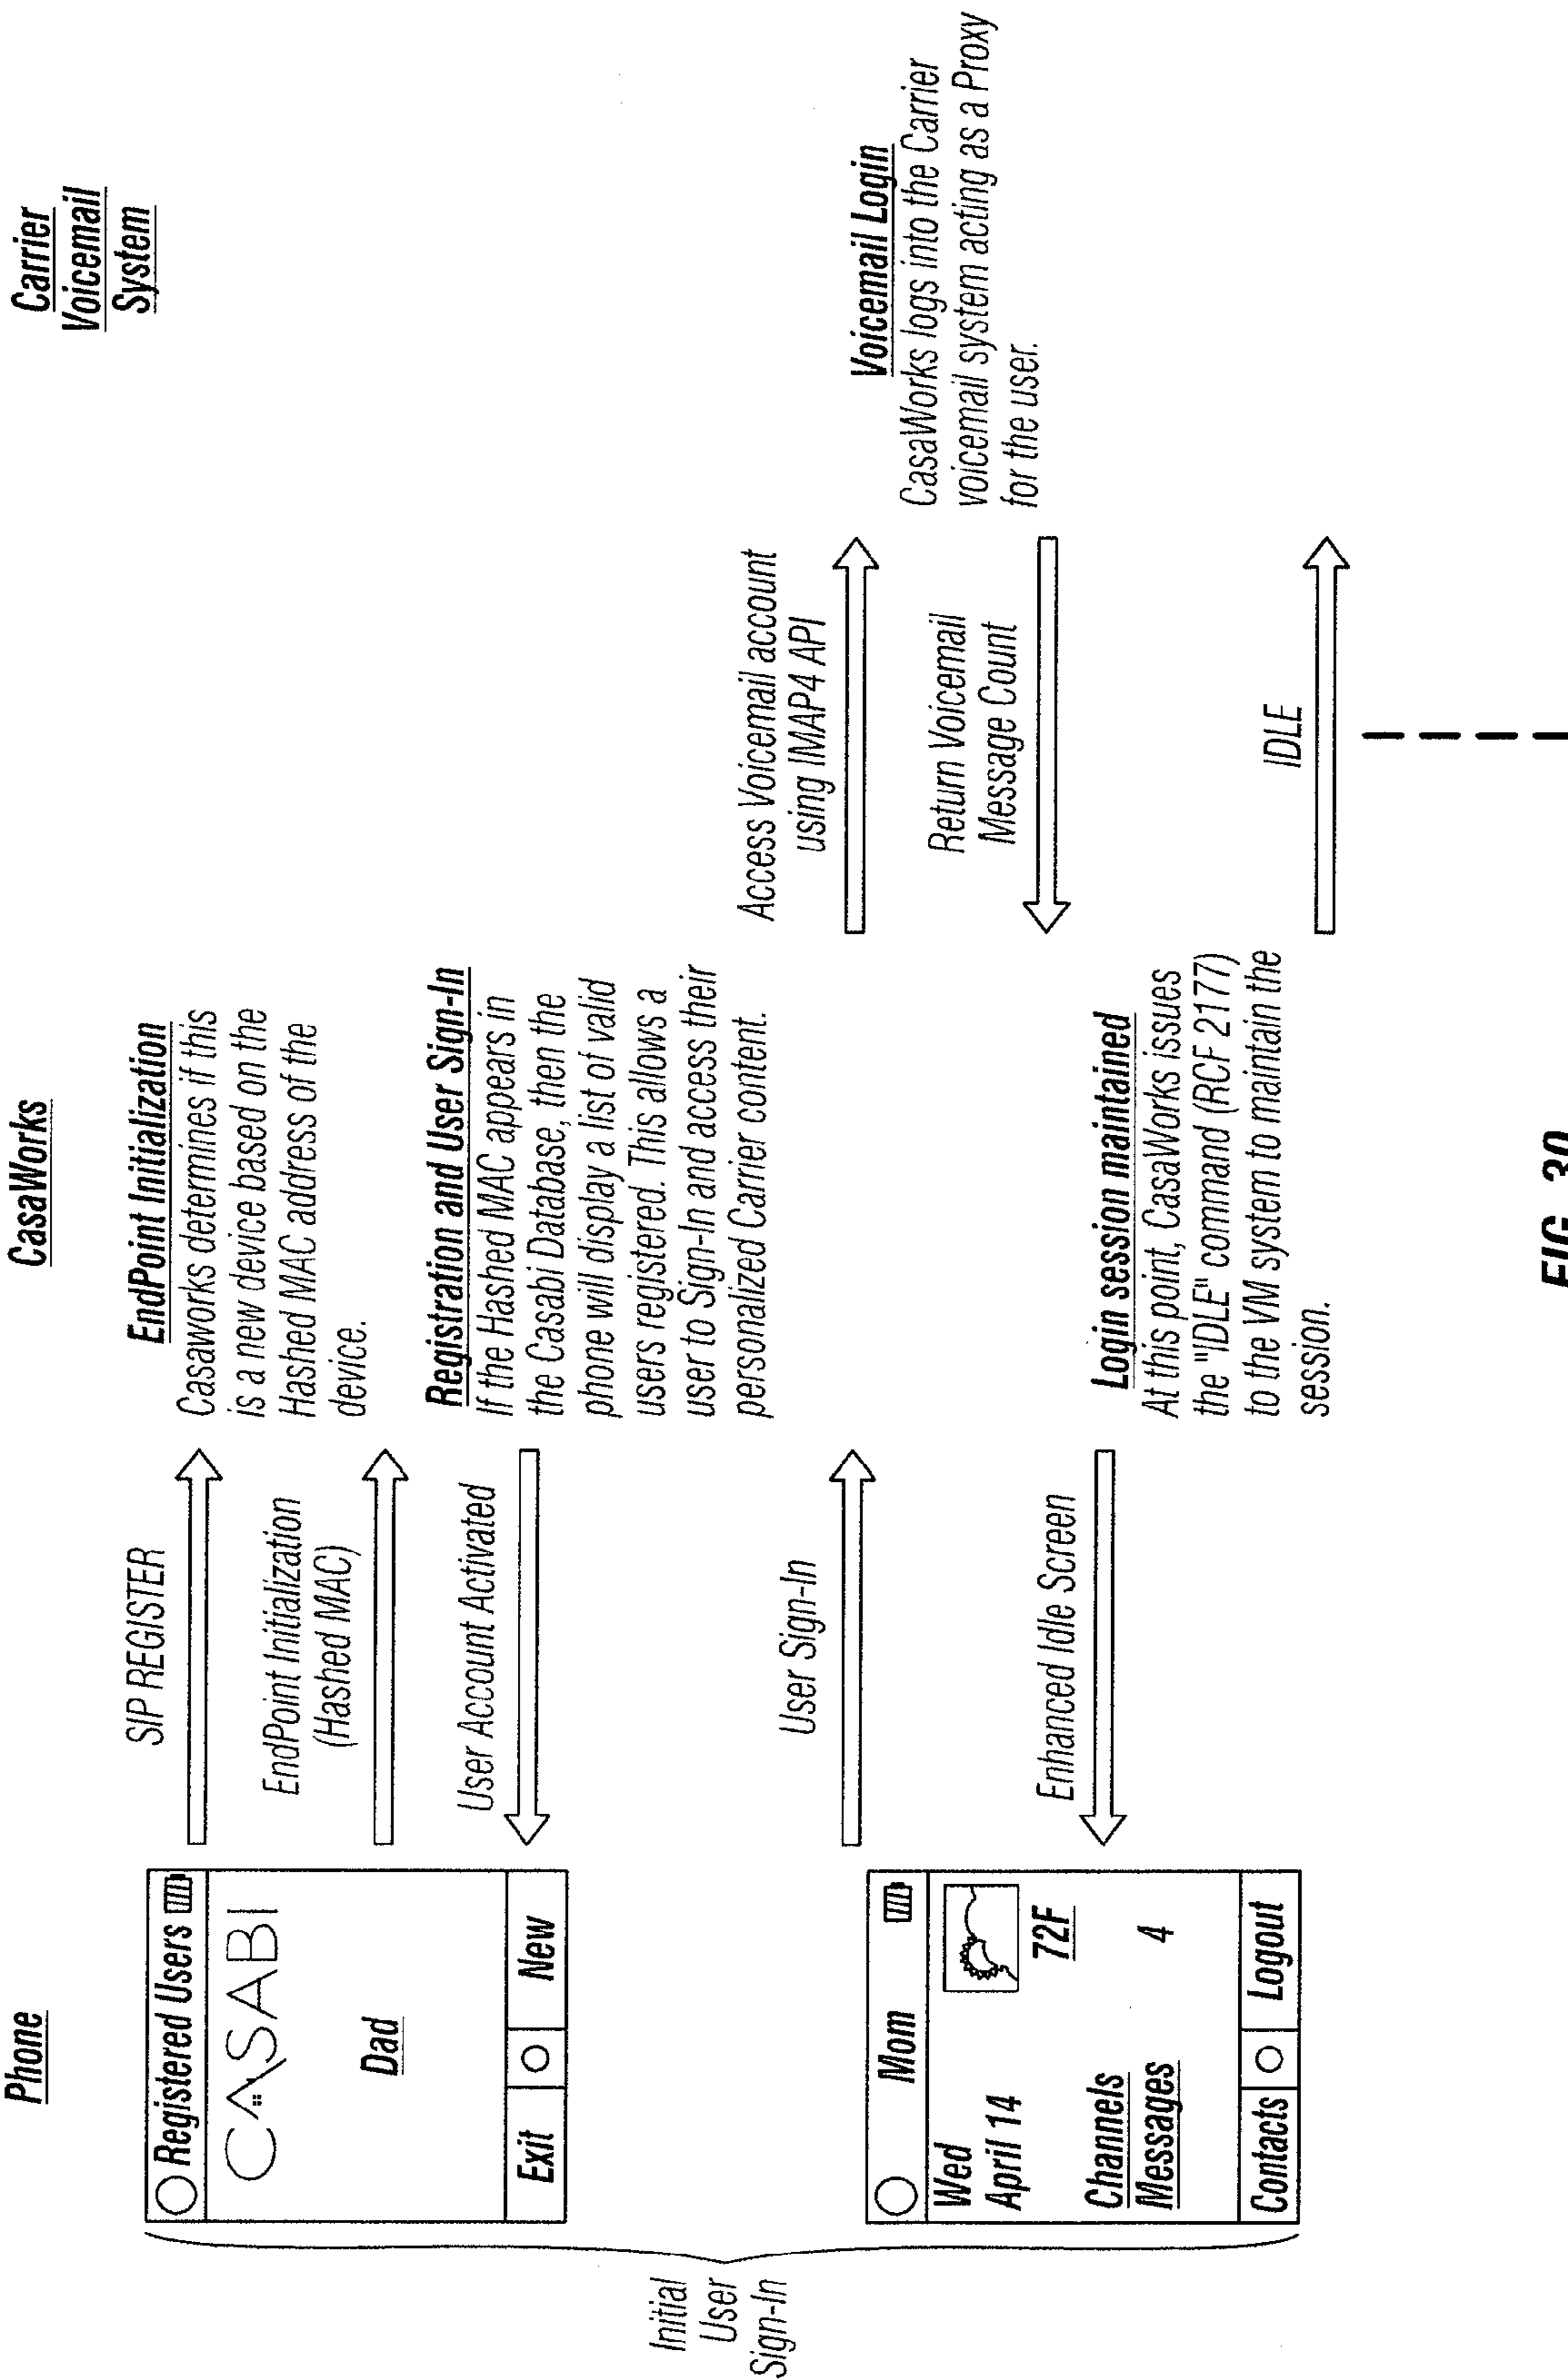 Phone
CasaWorks
Carrier
Voicemail
System
Initial
User
Sign-In
Registered Users
CASABI
Dad
Exit
New
SIP REGISTER
EndPoint Initialization
(Hashed MAC)
User Account Activated
EndPoint Initialization
Casaworks determines if this
is a new device based on the
Hashed MAC address of the
device.
Registration and User Sign-In
If the Hashed MAC appears in
the Casabi Database, then the
phone will display a list of valid
users registered. This allows a
user to Sign-In and access their
personalized Carrier content.
Mom
Wed
April 14
72F
Channels
Messages
4
Contacts
Logout
User Sign-In
Enhanced Idle Screen
Access Voicemail account
using IMAP4 API
Return Voicemail
Message Count
Voicemail Login
CasaWorks logs into the Carrier
voicemail system acting as a Proxy
for the user.
Login session maintained
At this point, CasaWorks issues
the "IDLE" command (RCF 2177)
to the VM system to maintain the
session.
IDLE
FIG. 30